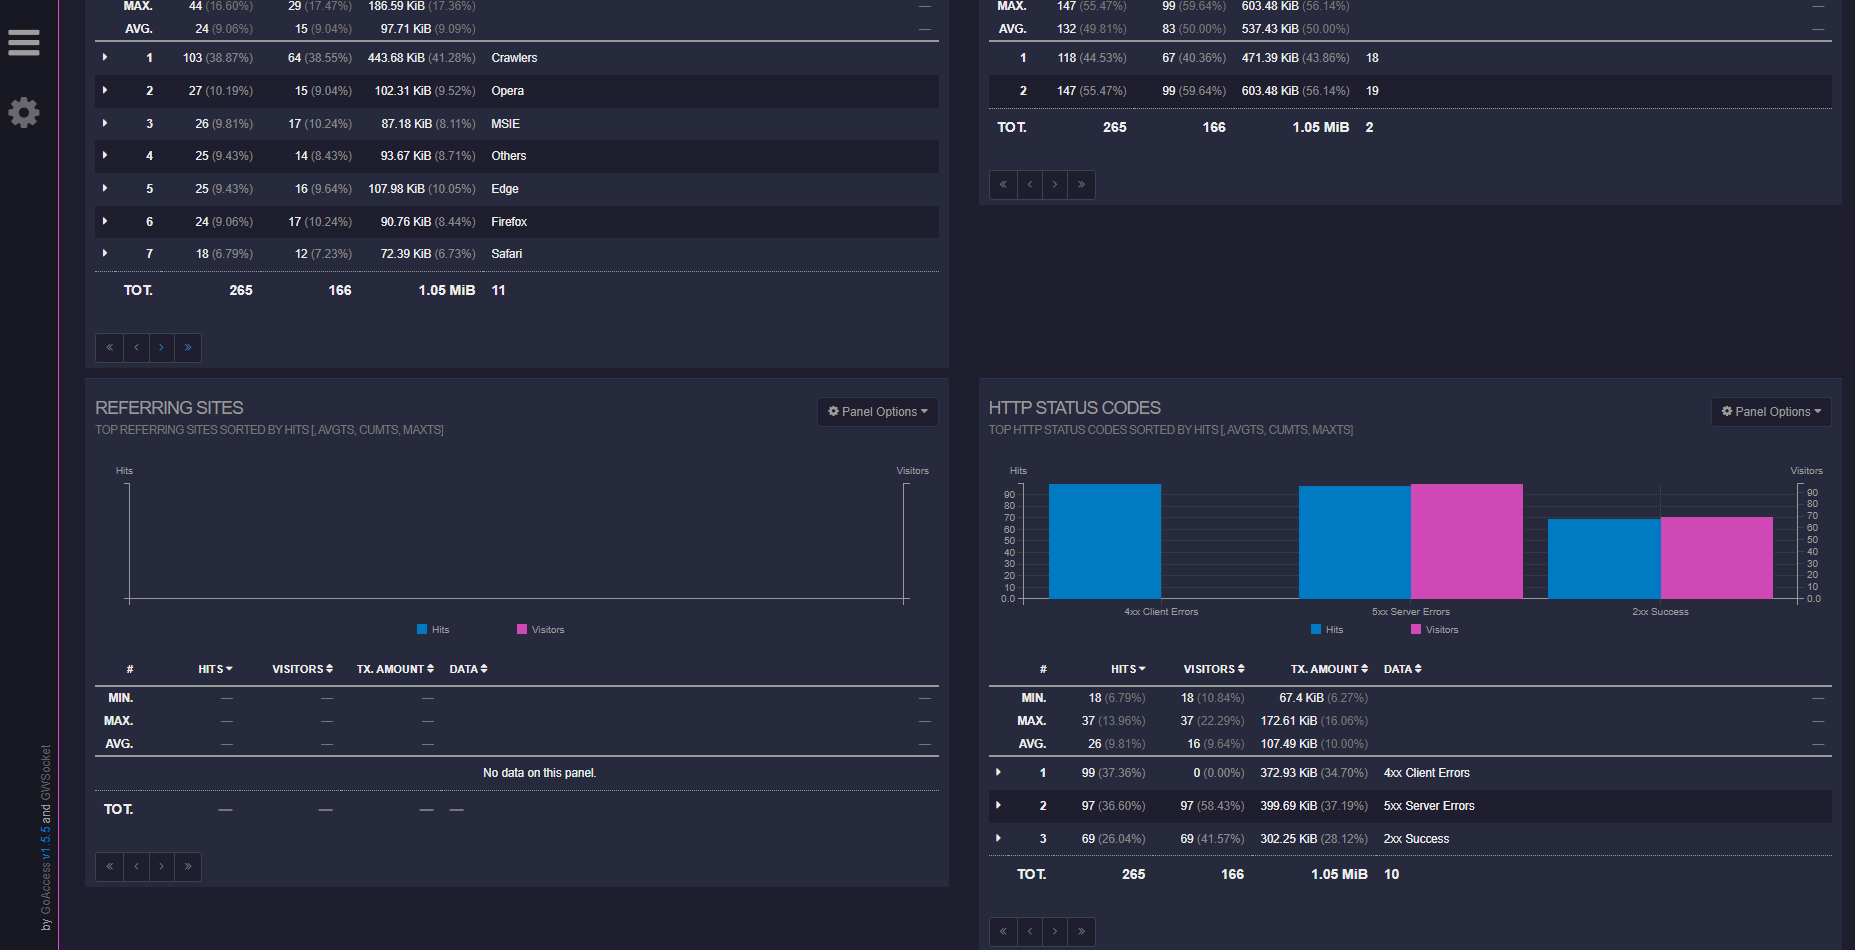 MAX. 44 (16.60%) 29 (17.47%) 186.59 KiB (17.36%) —
AVG. 24 (9.06%) 15 (9.04%) 97.71 KiB (9.09%) —
1 103 (38.87%) 64 (38.55%) 443.68 KiB (41.28%) Crawlers
2 27 (10.19%) 15 (9.04%) 102.31 KiB (9.52%) Opera
3 26 (9.81%) 17 (10.24%) 87.18 KiB (8.11%) MSIE
4 25 (9.43%) 14 (8.43%) 93.67 KiB (8.71%) Others
5 25 (9.43%) 16 (9.64%) 107.98 KiB (10.05%) Edge
6 24 (9.06%) 17 (10.24%) 90.76 KiB (8.44%) Firefox
7 18 (6.79%) 12 (7.23%) 72.39 KiB (6.73%) Safari
TOT. 265 166 1.05 MiB 11
« ‹ › »
MAX. 147 (55.47%) 99 (59.64%) 603.48 KiB (56.14%) —
AVG. 132 (49.81%) 83 (50.00%) 537.43 KiB (50.00%) —
1 118 (44.53%) 67 (40.36%) 471.39 KiB (43.86%) 18
2 147 (55.47%) 99 (59.64%) 603.48 KiB (56.14%) 19
TOT. 265 166 1.05 MiB 2
« ‹ › »
REFERRING SITES
Panel Options
TOP REFERRING SITES SORTED BY HITS [, AVGTS, CUMTS, MAXTS]
Hits Visitors
Hits Visitors
# HITS VISITORS TX. AMOUNT DATA
MIN. — — — —
MAX. — — — —
AVG. — — — —
No data on this panel.
TOT. — — — —
« ‹ › »
HTTP STATUS CODES
Panel Options
TOP HTTP STATUS CODES SORTED BY HITS [, AVGTS, CUMTS, MAXTS]
Hits Visitors
90 90
80 80
70 70
60 60
50 50
40 40
30 30
20 20
10 10
0.0 0.0
4xx Client Errors 5xx Server Errors 2xx Success
Hits Visitors
# HITS VISITORS TX. AMOUNT DATA
MIN. 18 (6.79%) 18 (10.84%) 67.4 KiB (6.27%) —
MAX. 37 (13.96%) 37 (22.29%) 172.61 KiB (16.06%) —
AVG. 26 (9.81%) 16 (9.64%) 107.49 KiB (10.00%) —
1 99 (37.36%) 0 (0.00%) 372.93 KiB (34.70%) 4xx Client Errors
2 97 (36.60%) 97 (58.43%) 399.69 KiB (37.19%) 5xx Server Errors
3 69 (26.04%) 69 (41.57%) 302.25 KiB (28.12%) 2xx Success
TOT. 265 166 1.05 MiB 10
« ‹ › »
by GoAccess v1.5.5 and GWSocket